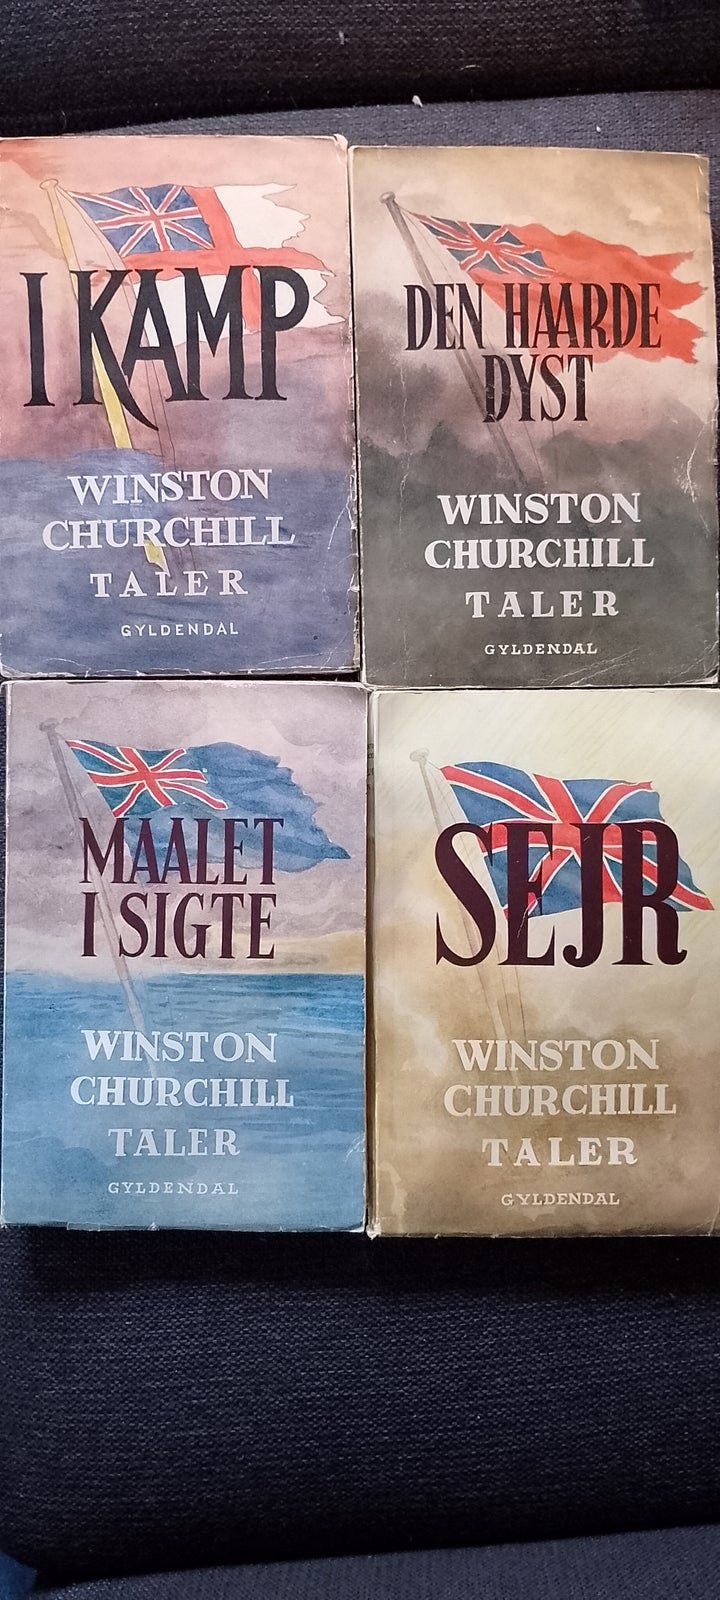 I KAMP
WINSTON
CHURCHILL
TALER
GYLDENDAL
DEN HAARDE
DYST
WINSTON
CHURCHILL
TALER
GYLDENDAL
MAALET
I SIGTE
WINSTON
CHURCHILL
TALER
GYLDENDAL
SEJR
WINSTON
CHURCHILL
TALER
GYLDENDAL